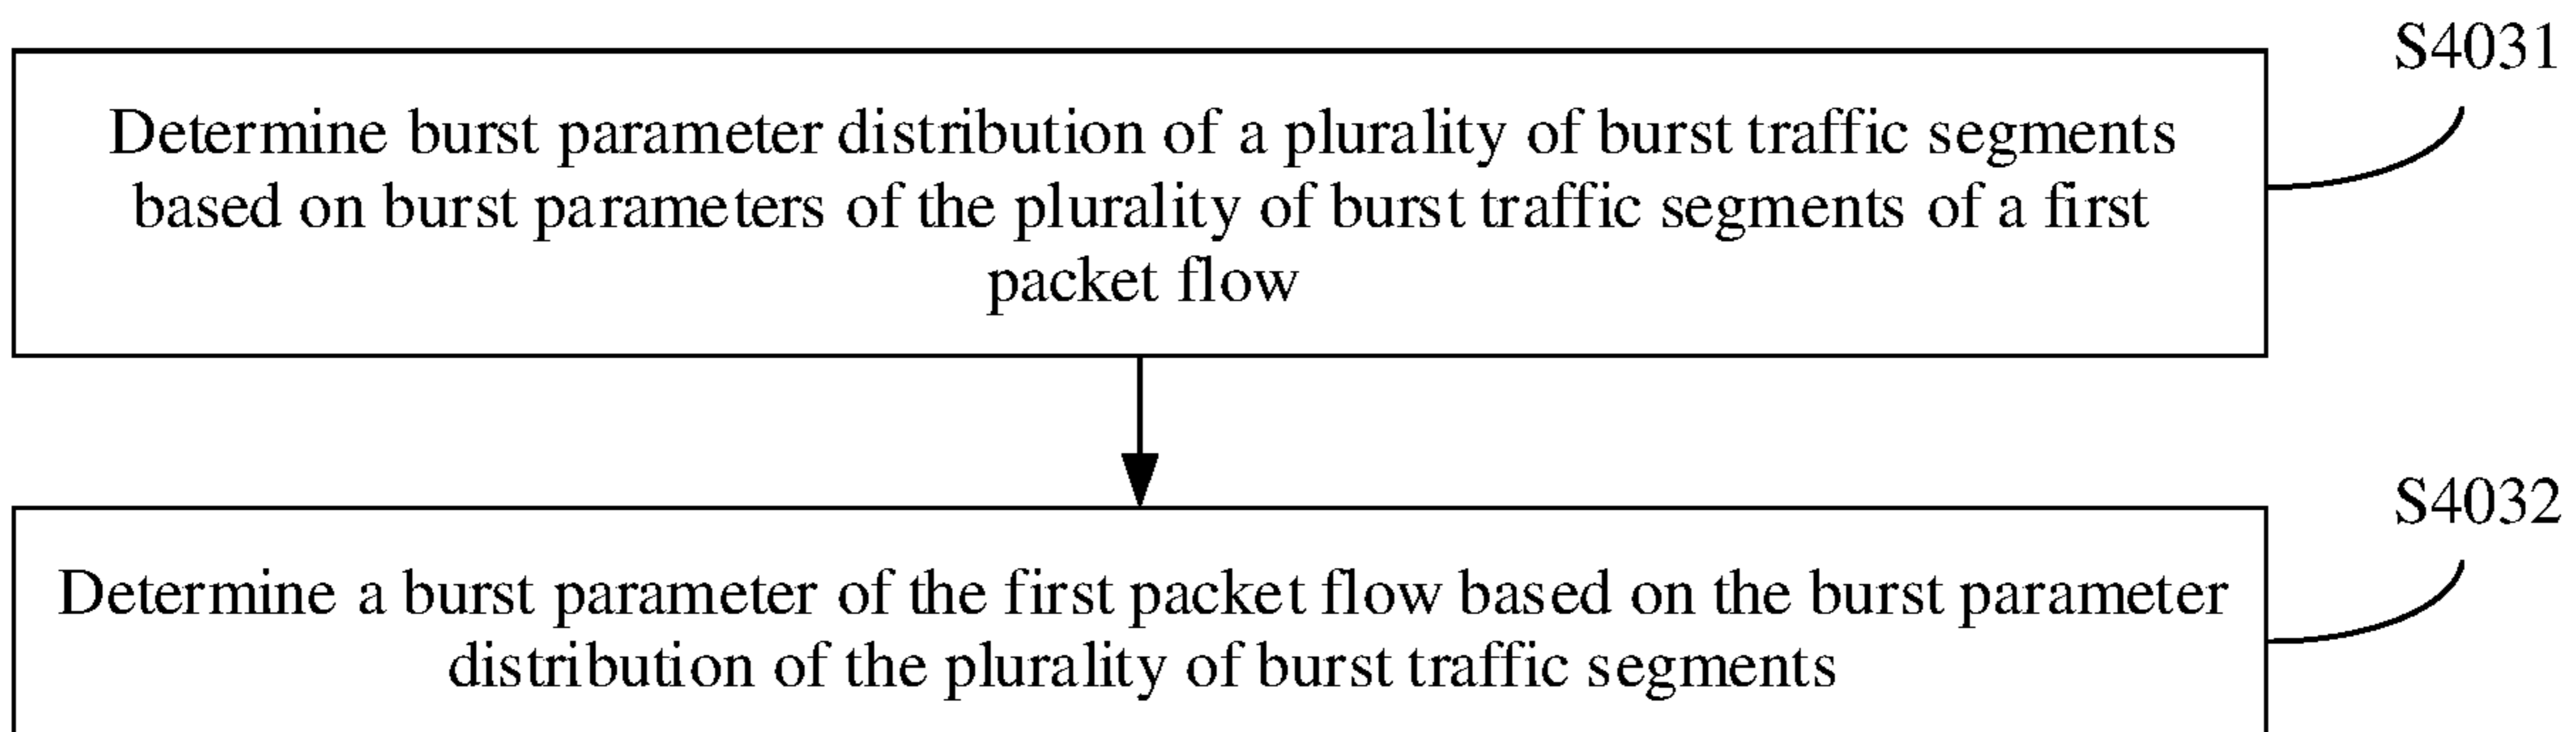 S4031
Determine burst parameter distribution of a plurality of burst traffic segments
based on burst parameters of the plurality of burst traffic segments of a first
packet flow
S4032
Determine a burst parameter of the first packet flow based on the burst parameter
distribution of the plurality of burst traffic segments